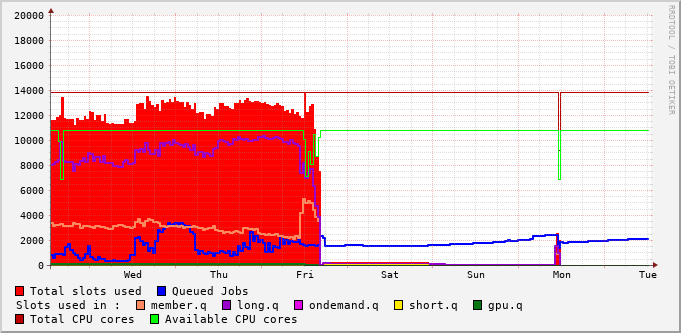 20000
18000
16000
14000
12000
10000
8000
6000
4000
2000
0
Wed Thu Fri Sat Sun Mon Tue
Total slots used Queued Jobs
Slots used in : member.q long.q ondemand.q short.q gpu.q
Total CPU cores Available CPU cores
RRDTOOL / TOBI OETIKER